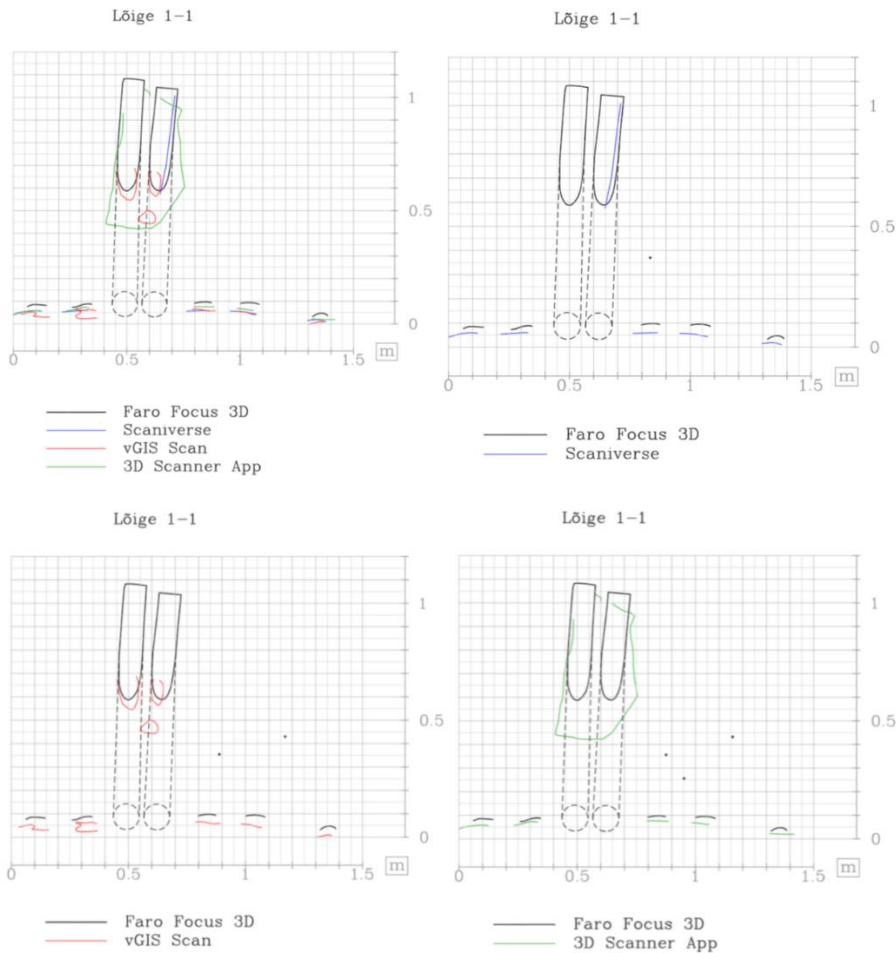 Lõige 1-1
1
0.5
0
0 0.5 1 1.5 m
Faro Focus 3D
Scaniverse
vGIS Scan
3D Scanner App
Lõige 1-1
1
0.5
0
0 0.5 1 1.5 m
Faro Focus 3D
Scaniverse
Lõige 1-1
1
0.5
0
0 0.5 1 1.5 m
Faro Focus 3D
vGIS Scan
Lõige 1-1
1
0.5
0
0 0.5 1 1.5 m
Faro Focus 3D
3D Scanner App